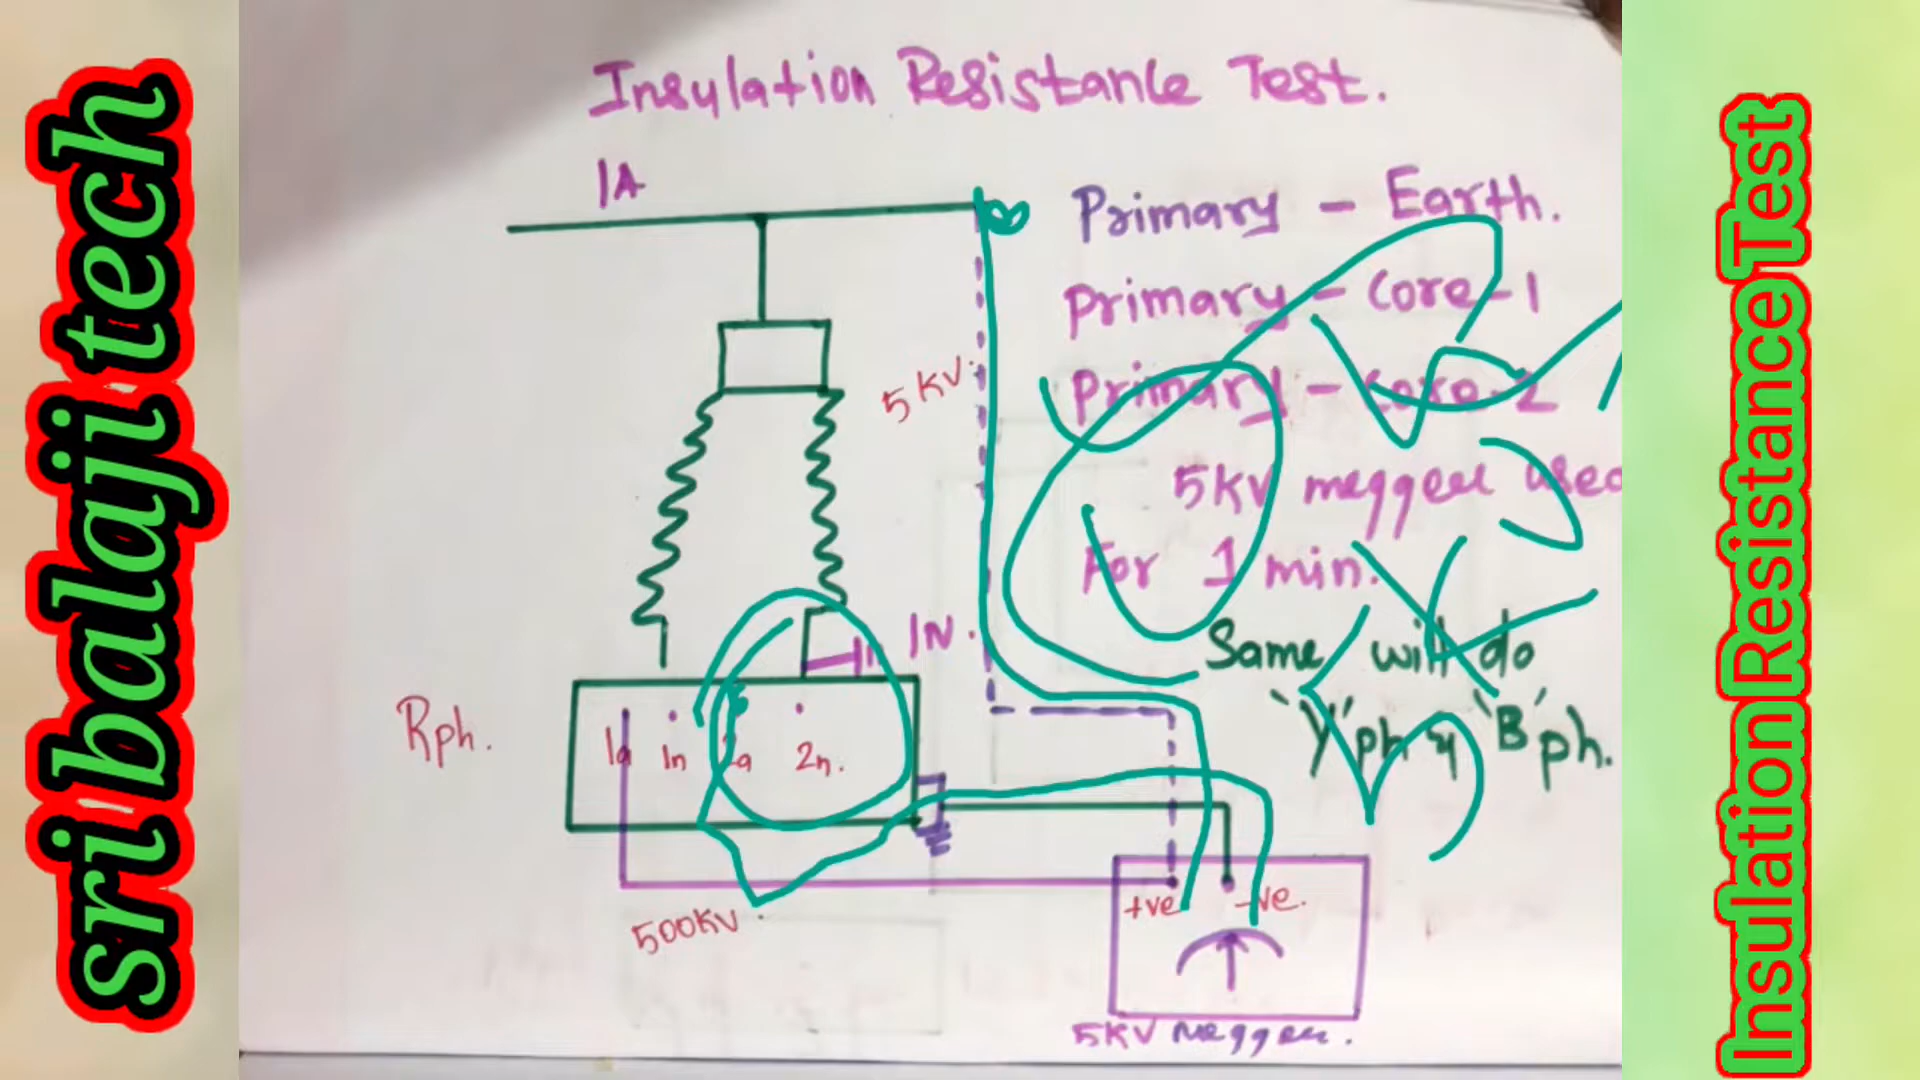 sri balaji tech
Insulation Resistance Test.
1A
Primary - Earth.
Primary - Core-1
Primary - Core-2
5KV
5KV megger used
For 1 min.
1N.
Same will do
"Y" ph & "B" ph.
Rph.
1a 1n 2a 2n.
+ve -ve.
500KV
5KV megger.
Insulation Resistance Test